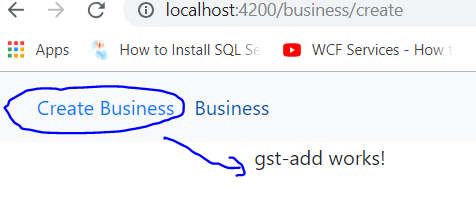 localhost:4200/business/create
Apps How to Install SQL Se WCF Services - How t
Create Business Business
gst-add works!